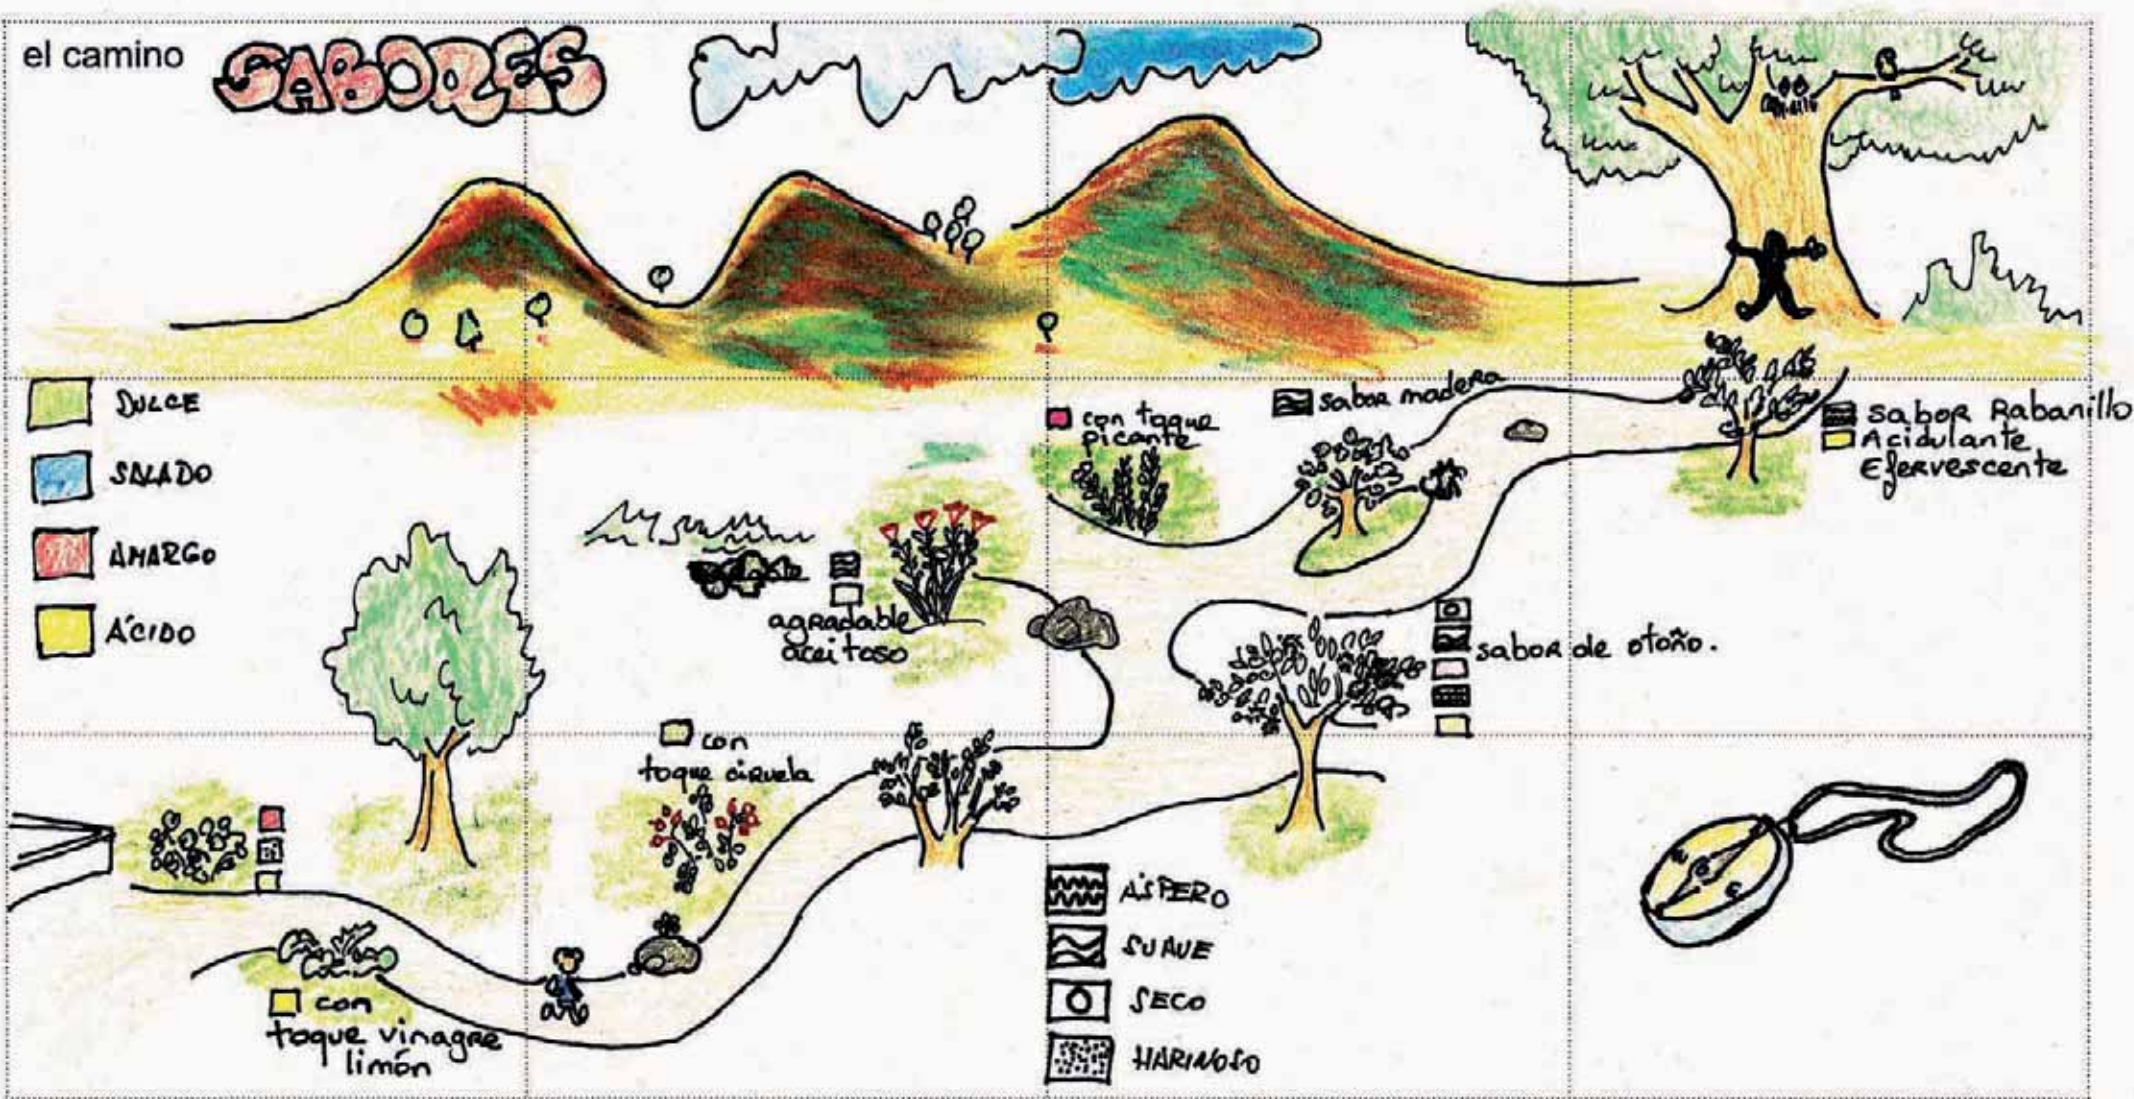 el camino
SABORES
DULCE
SALADO
AMARGO
ÁCIDO
con toque
picante
sabor madera
sabor Rabanillo
Acidulante
Efervescente
agradable
aceitoso
sabor de otoño.
con
toque ciruela
con
toque vinagre
limón
ÁSPERO
SUAVE
SECO
HARINOSO